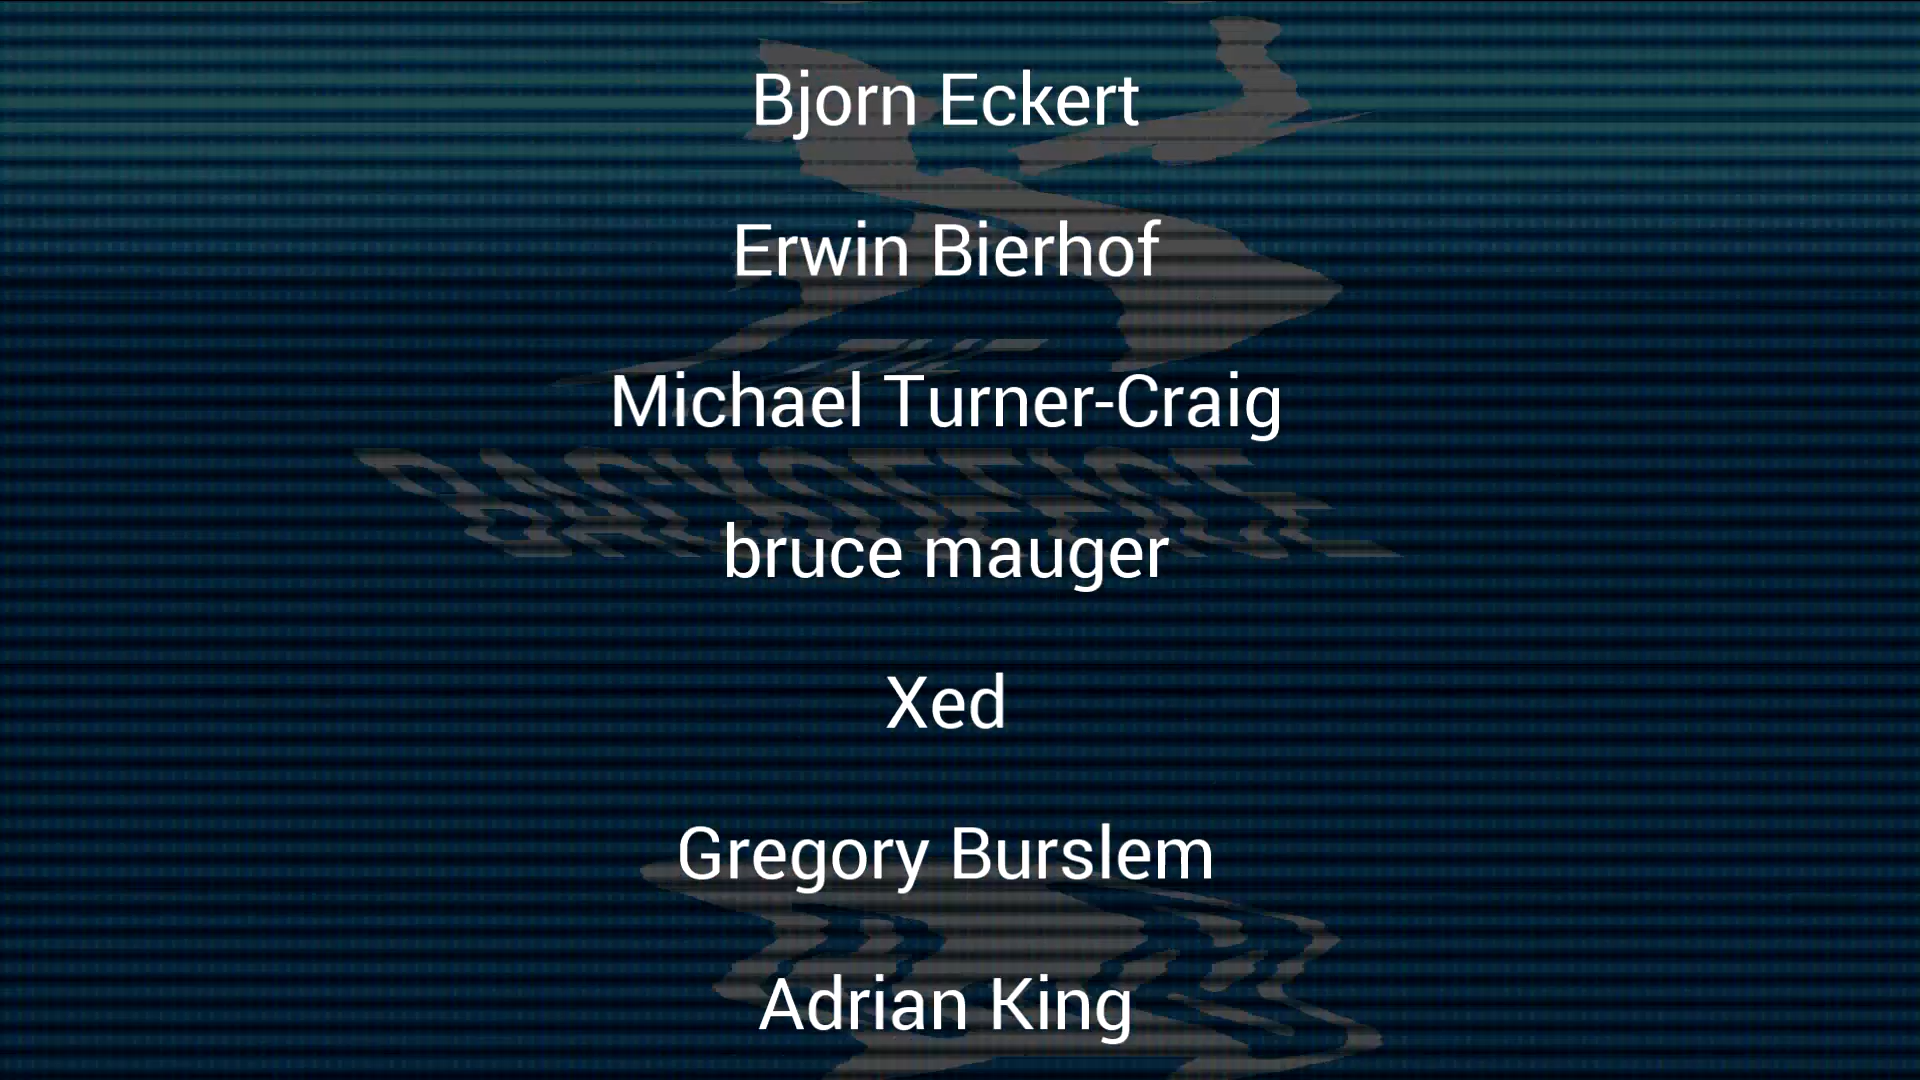 Bjorn Eckert
Erwin Bierhof
Michael Turner-Craig
bruce mauger
Xed
Gregory Burslem
Adrian King